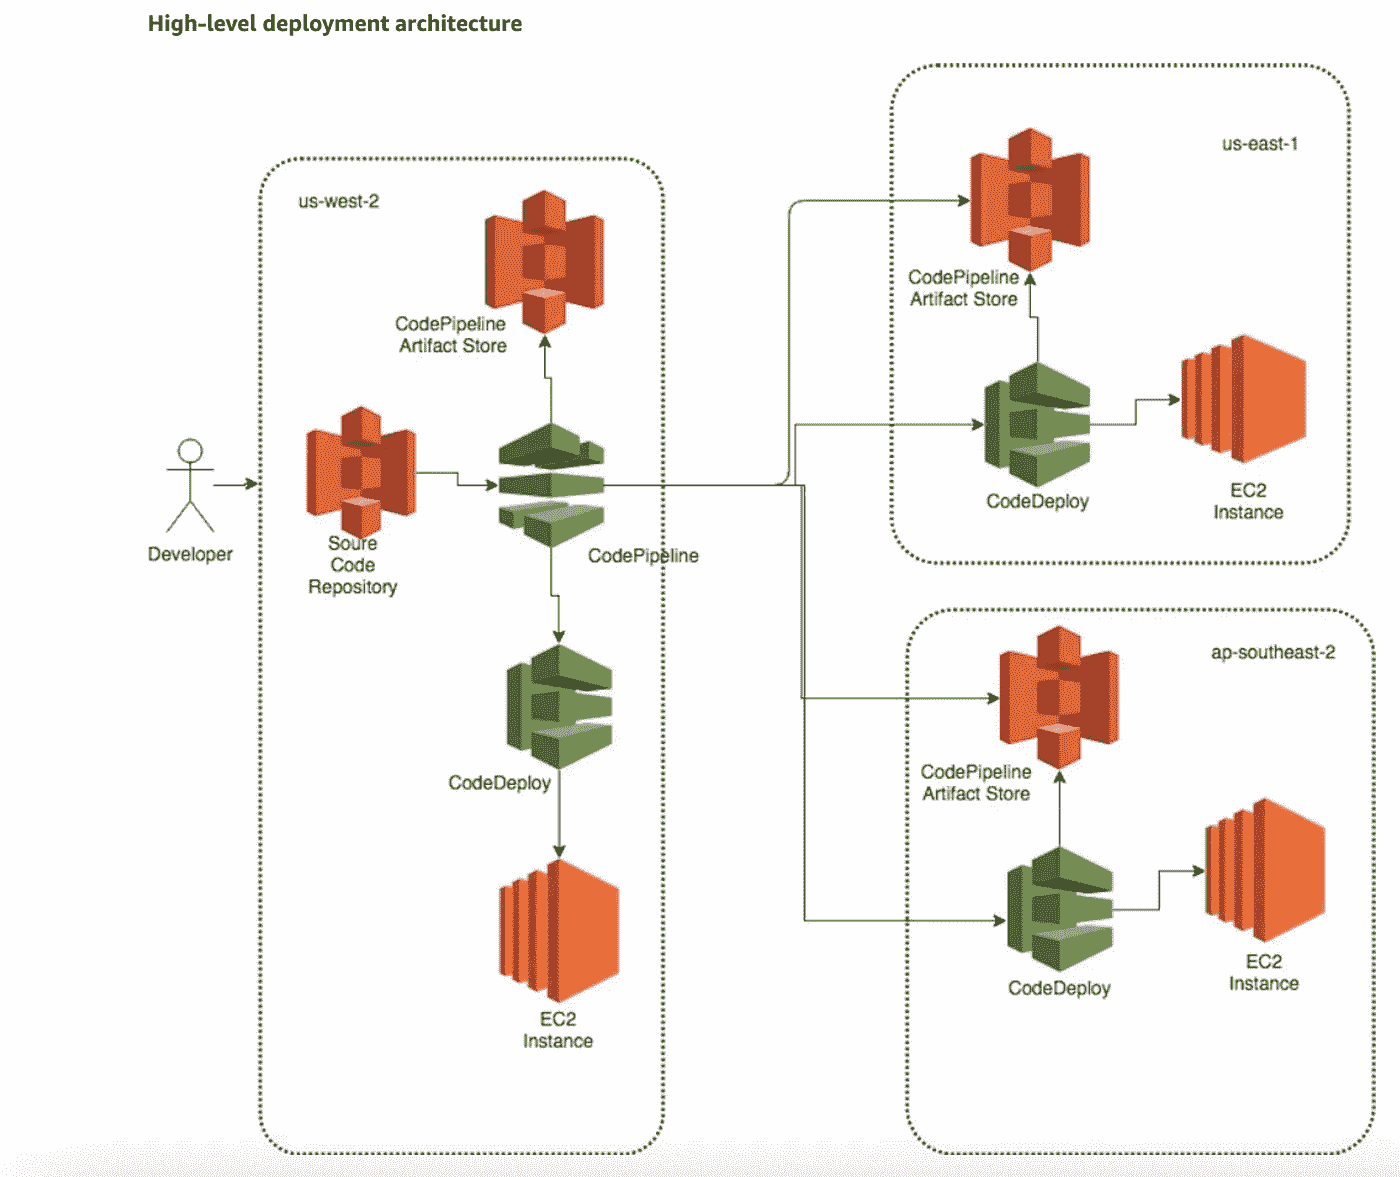 High-level deployment architecture
us-west-2
CodePipeline
Artifact Store
Developer
Soure
Code
Repository
CodePipeline
CodeDeploy
EC2
Instance
us-east-1
CodePipeline
Artifact Store
CodeDeploy
EC2
Instance
ap-southeast-2
CodePipeline
Artifact Store
CodeDeploy
EC2
Instance